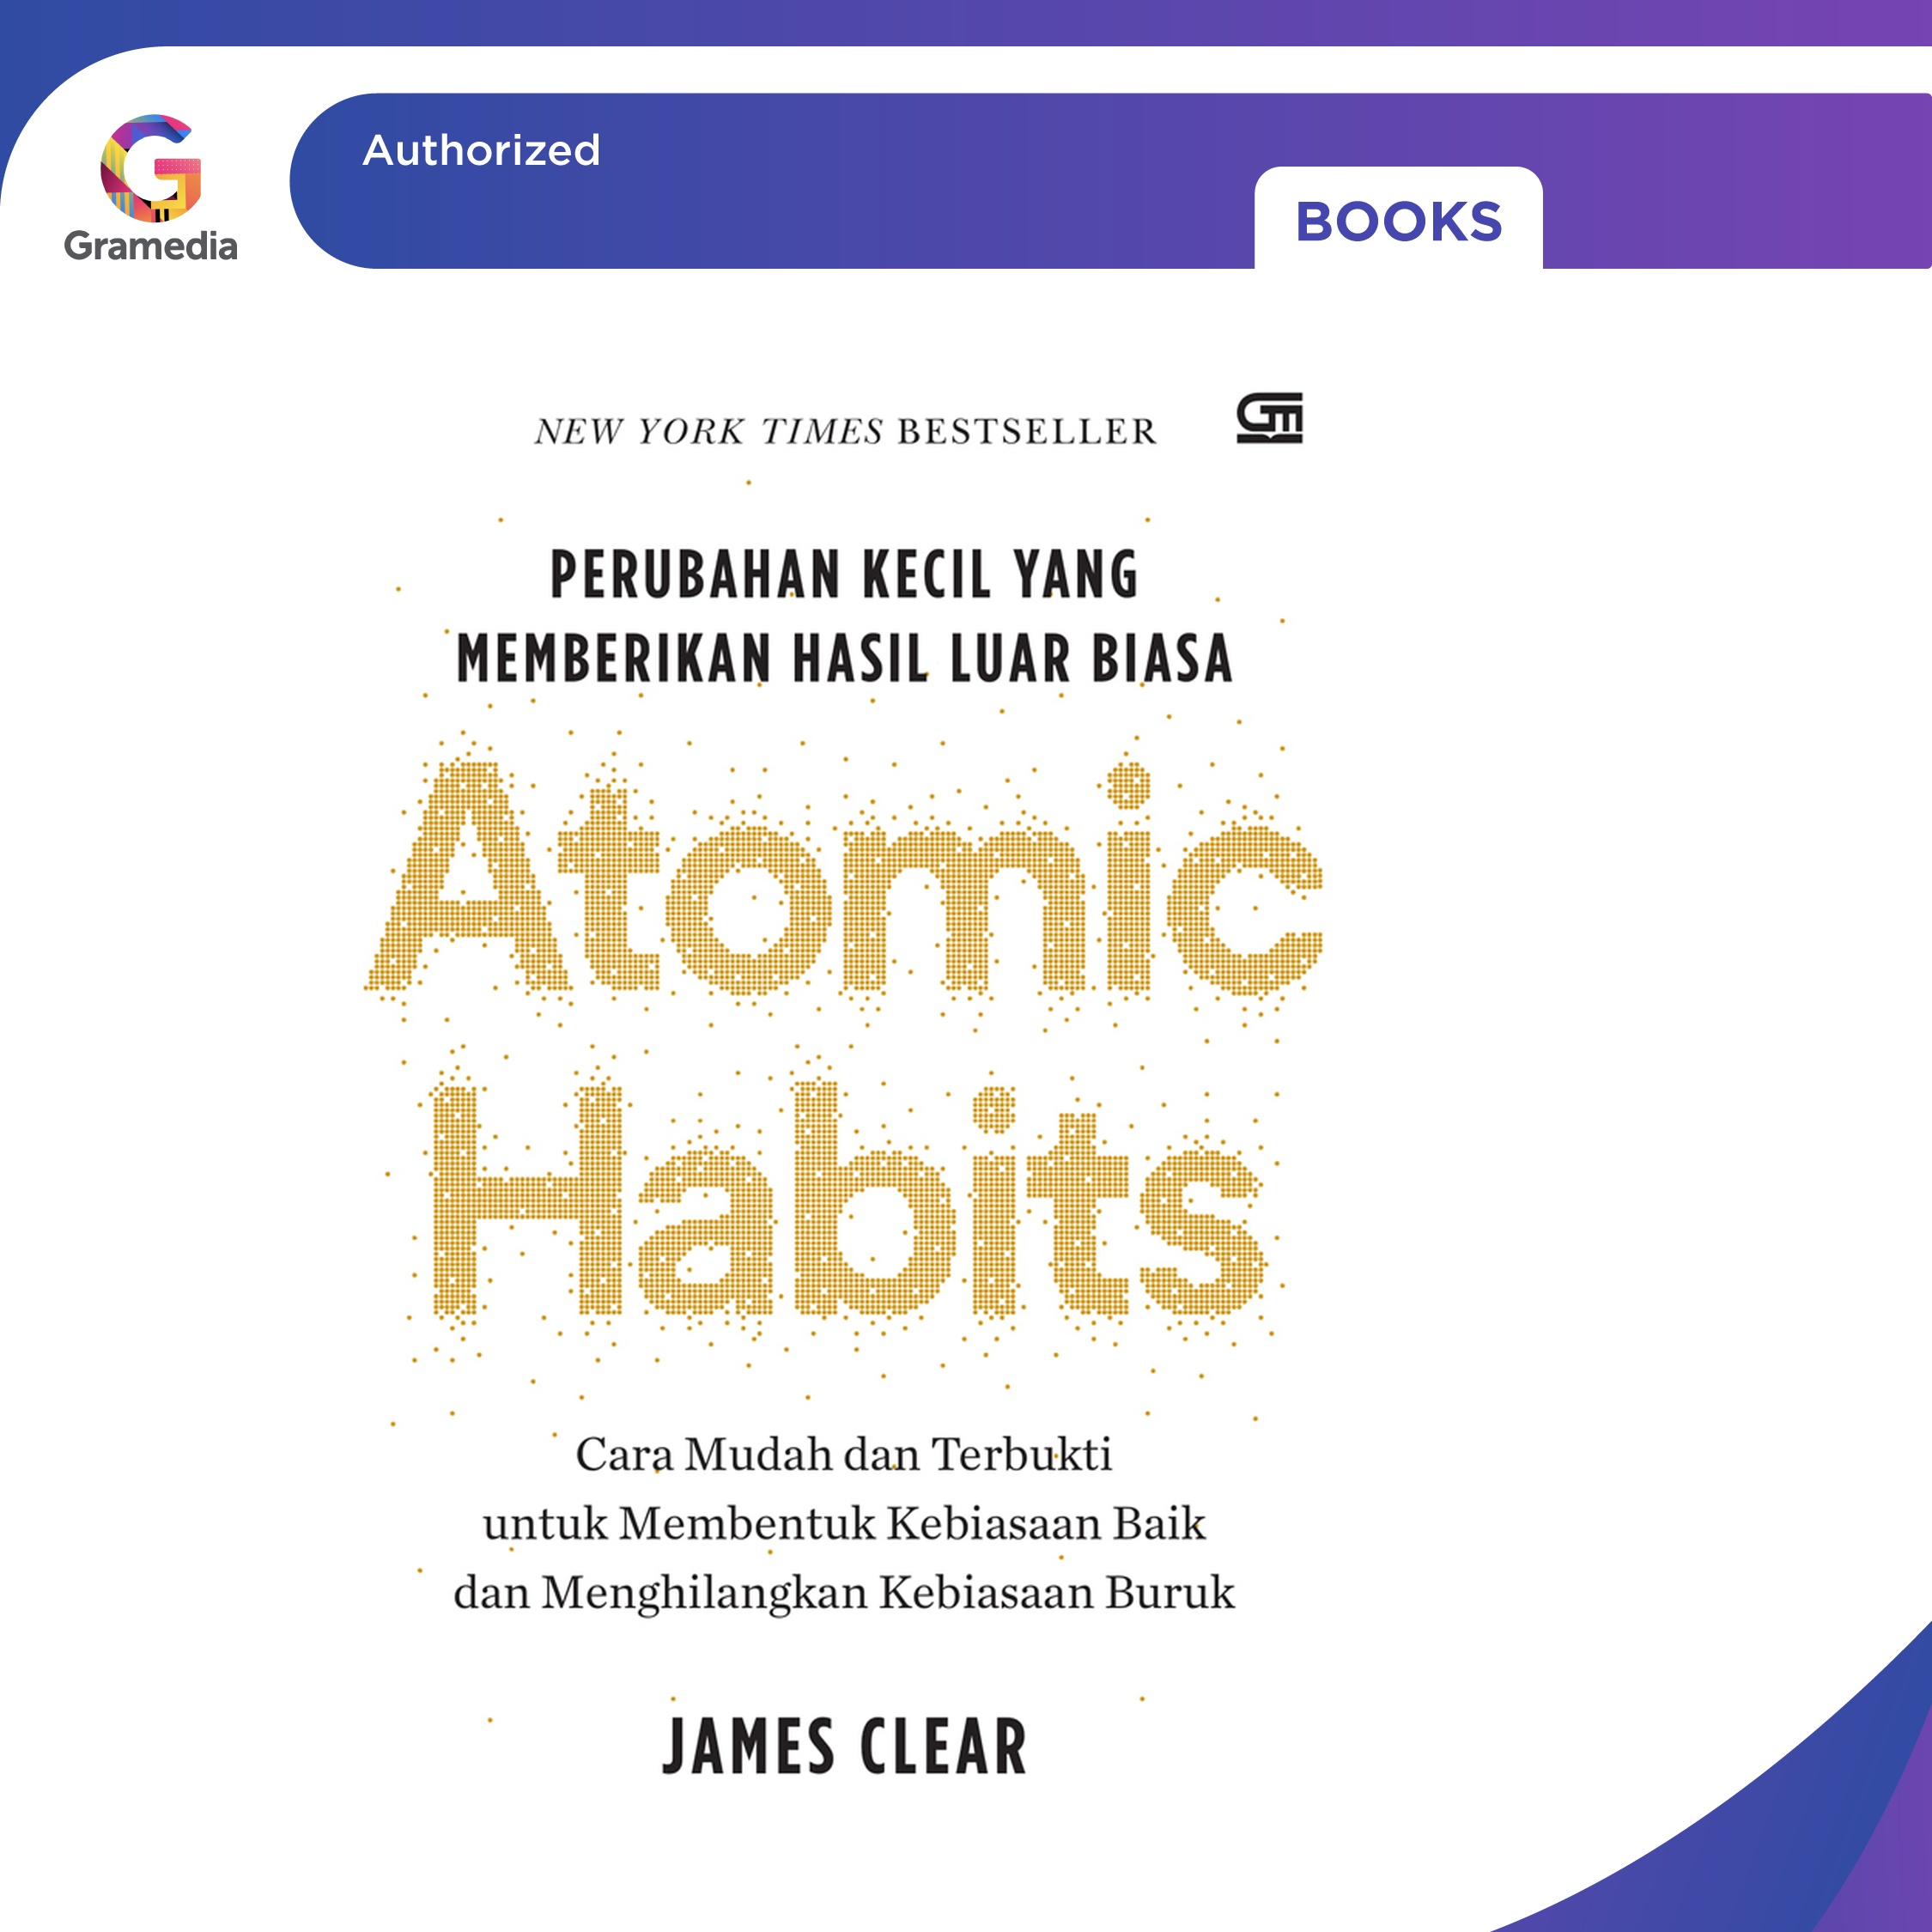 Authorized
Gramedia
BOOKS
NEW YORK TIMES BESTSELLER
GM
PERUBAHAN KECIL YANG
MEMBERIKAN HASIL LUAR BIASA
Atomic
Habits
Cara Mudah dan Terbukti
untuk Membentuk Kebiasaan Baik
dan Menghilangkan Kebiasaan Buruk
JAMES CLEAR